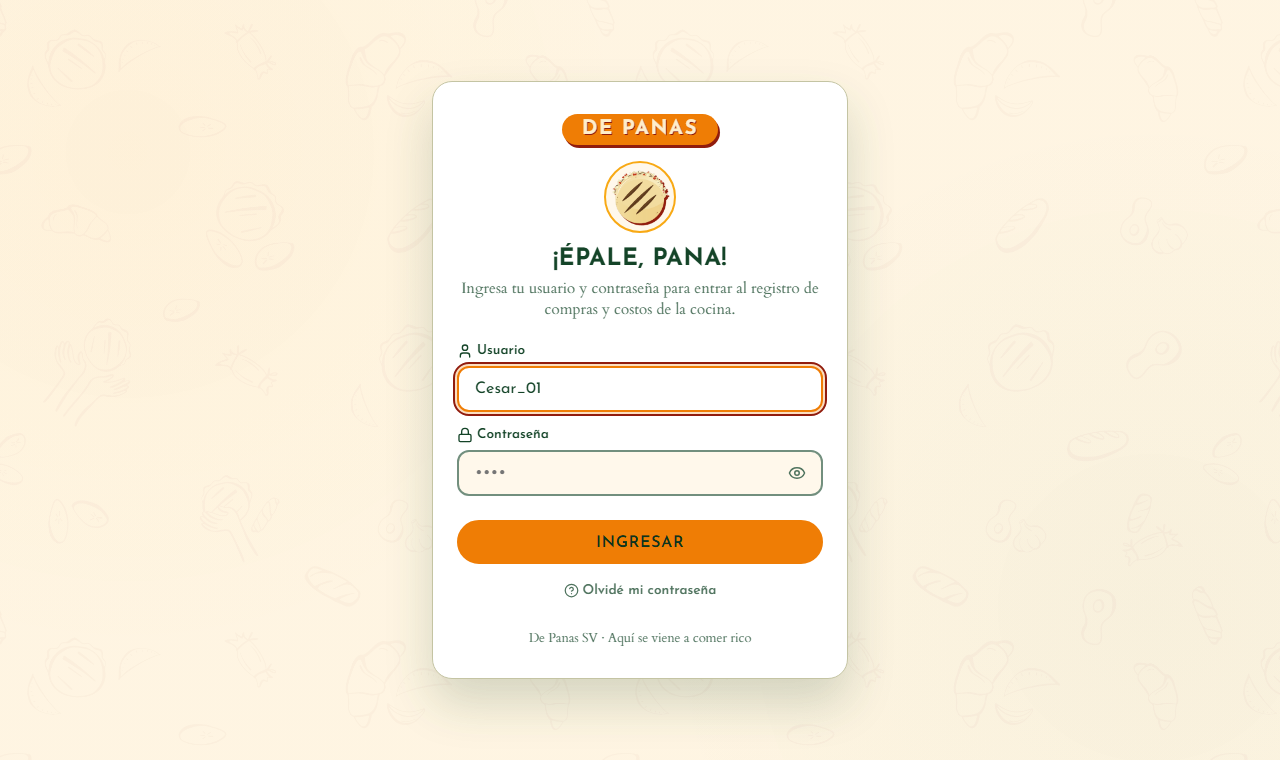 DE PANAS
¡ÉPALE, PANA!
Ingresa tu usuario y contraseña para entrar al registro de
compras y costos de la cocina.
Usuario
Cesar_01
Contraseña
••••
INGRESAR
Olvidé mi contraseña
De Panas SV · Aquí se viene a comer rico